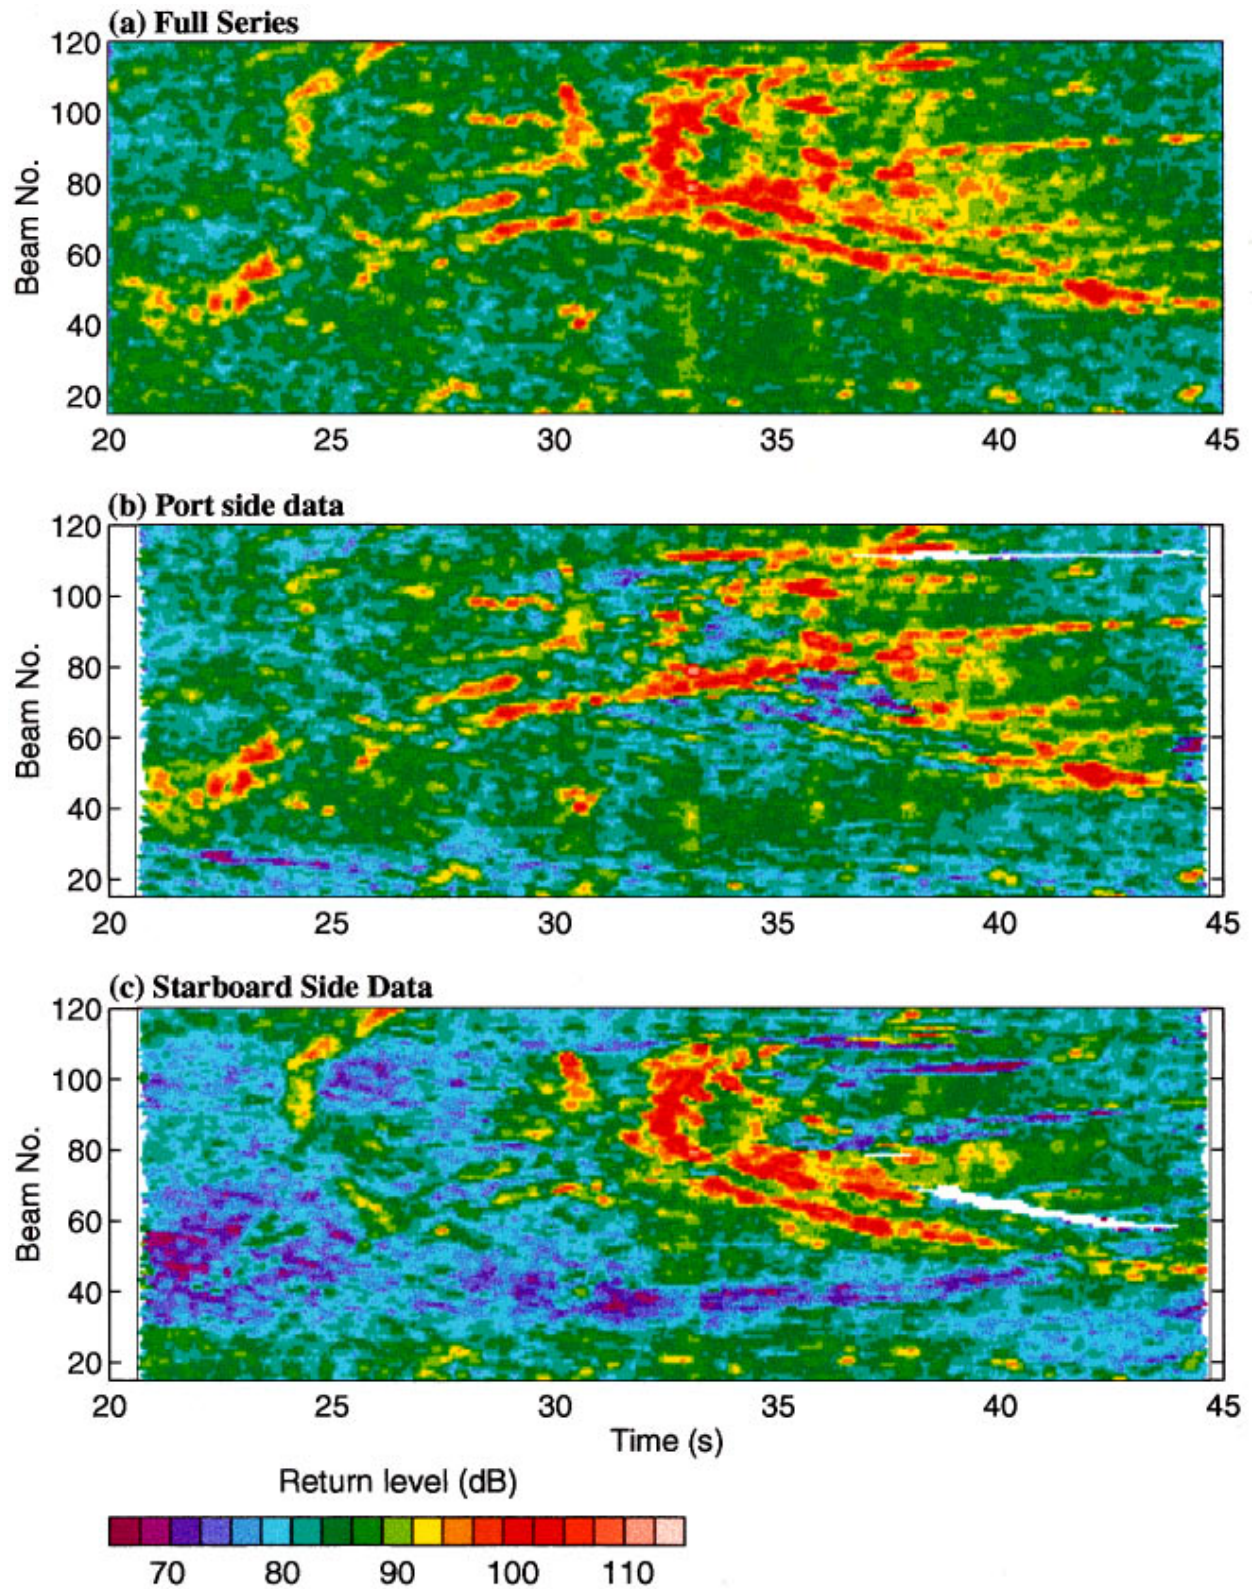 (a) Full Series
120
100
80
60
40
20
Beam No.
20 25 30 35 40 45
(b) Port side data
120
100
80
60
40
20
Beam No.
20 25 30 35 40 45
(c) Starboard Side Data
120
100
80
60
40
20
Beam No.
20 25 30 35 40 45
Time (s)
Return level (dB)
70 80 90 100 110